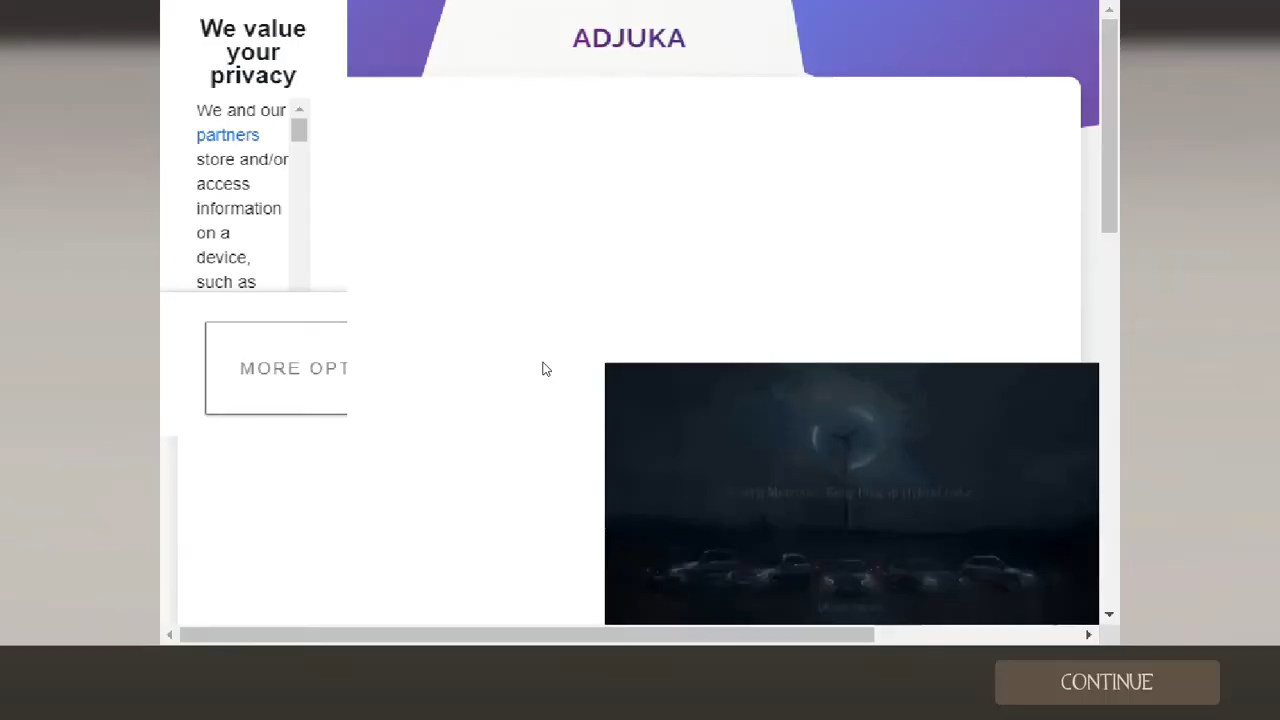 We value
your
privacy
We and our
partners
store and/or
access
information
on a
device,
such as
MORE OPT
ADJUKA
CONTINUE